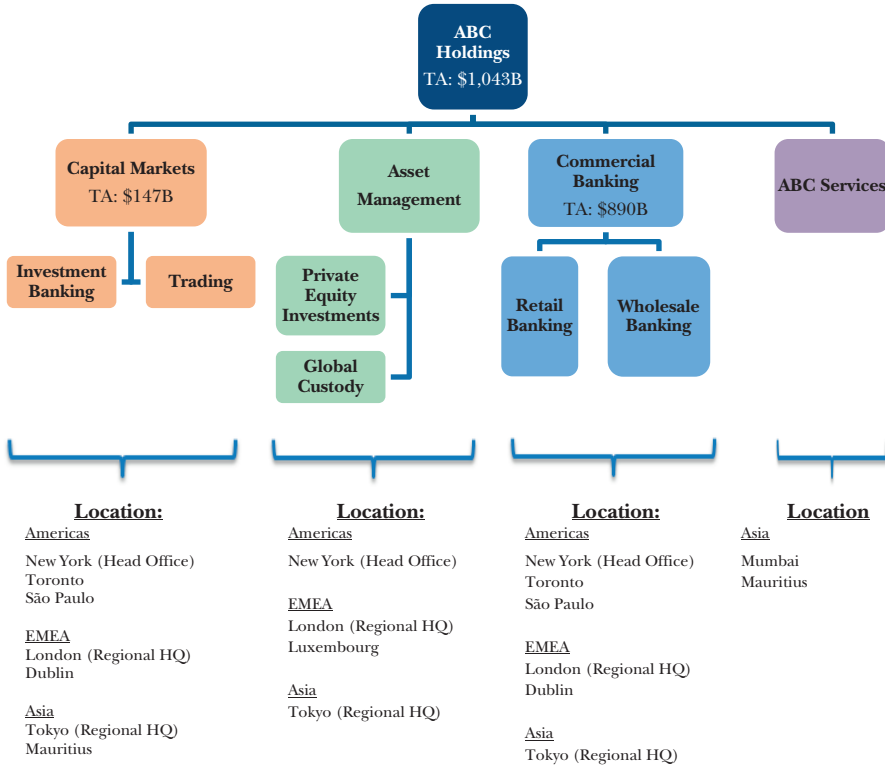 ABC
Holdings
TA: $1,043B
Capital Markets
TA: $147B
Asset
Management
Commercial
Banking
TA: $890B
ABC Services
Investment
Banking
Trading
Private
Equity
Investments
Global
Custody
Retail
Banking
Wholesale
Banking
Location:
Americas
New York (Head Office)
Toronto
São Paulo
EMEA
London (Regional HQ)
Dublin
Asia
Tokyo (Regional HQ)
Mauritius
Location:
Americas
New York (Head Office)
EMEA
London (Regional HQ)
Luxembourg
Asia
Tokyo (Regional HQ)
Location:
Americas
New York (Head Office)
Toronto
São Paulo
EMEA
London (Regional HQ)
Dublin
Asia
Tokyo (Regional HQ)
Location
Asia
Mumbai
Mauritius